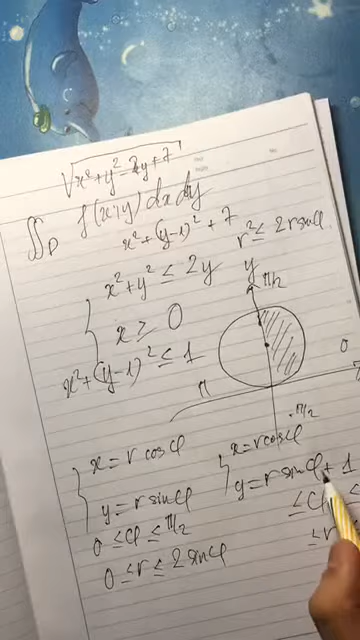 √x²+y²-2y+7
∬D f(x,y) dxdy
x²+(y-1)²+7
r² ≤ 2r sinφ
x²+y² ≤ 2y
x ≥ 0
x²+(y-1)² ≤ 1
y
π/2
0
π
-π/2
x = r cosφ
y = r sinφ
0 ≤ φ ≤ π/2
0 ≤ r ≤ 2 sinφ
x = r cosφ
y = r sinφ + 1
≤ φ ≤
≤ r